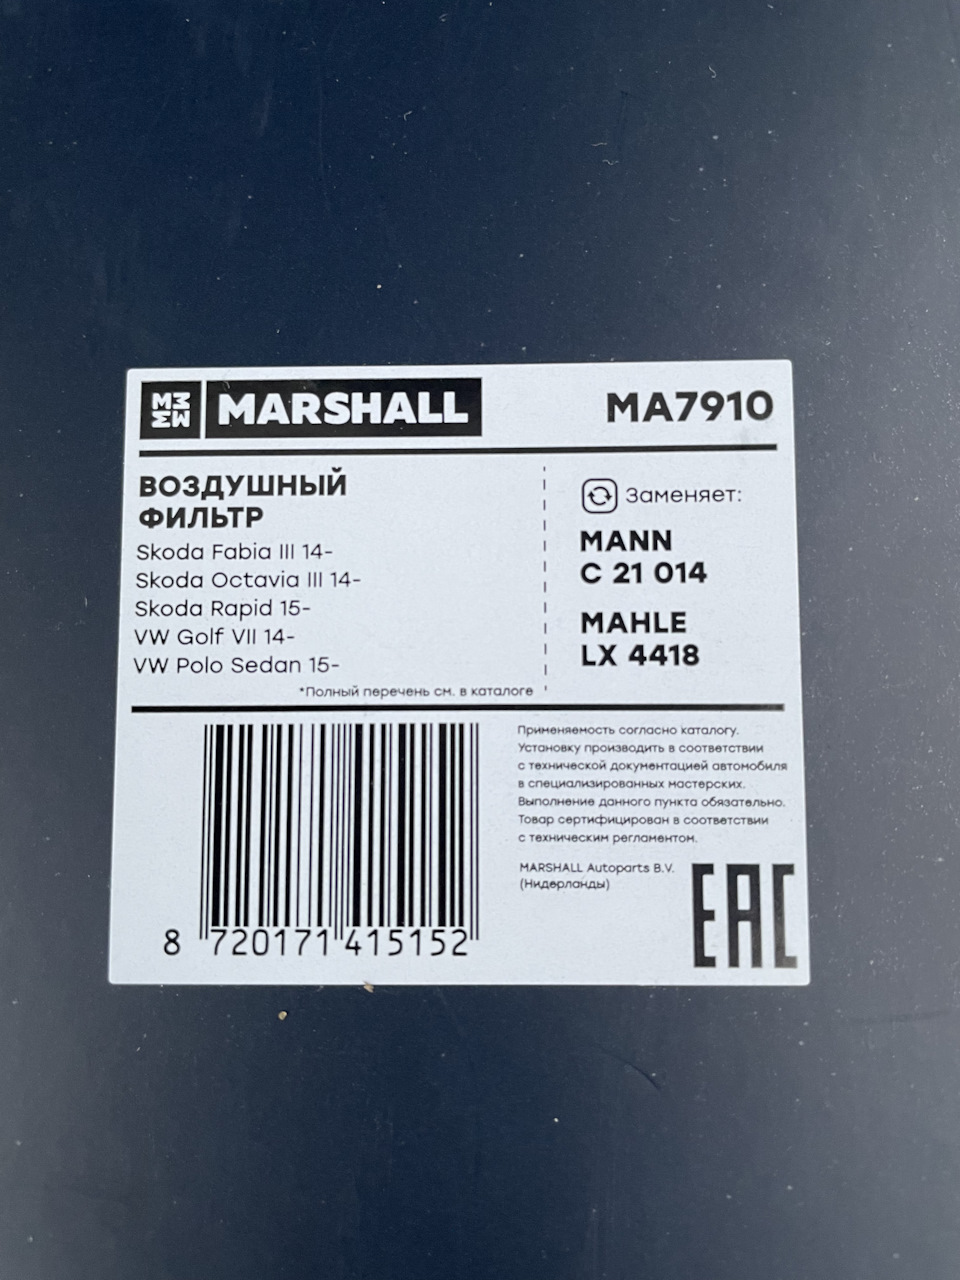 MARSHALL
MA7910
ВОЗДУШНЫЙ
ФИЛЬТР
Skoda Fabia III 14-
Skoda Octavia III 14-
Skoda Rapid 15-
VW Golf VII 14-
VW Polo Sedan 15-
*Полный перечень см. в каталоге
Заменяет:
MANN
C 21 014
MAHLE
LX 4418
8 720171 415152
Применяемость согласно каталогу.
Установку производить в соответствии
с технической документацией автомобиля
в специализированных мастерских.
Выполнение данного пункта обязательно.
Товар сертифицирован в соответствии
с техническим регламентом.
MARSHALL Autoparts B.V.
(Нидерланды)
EAC